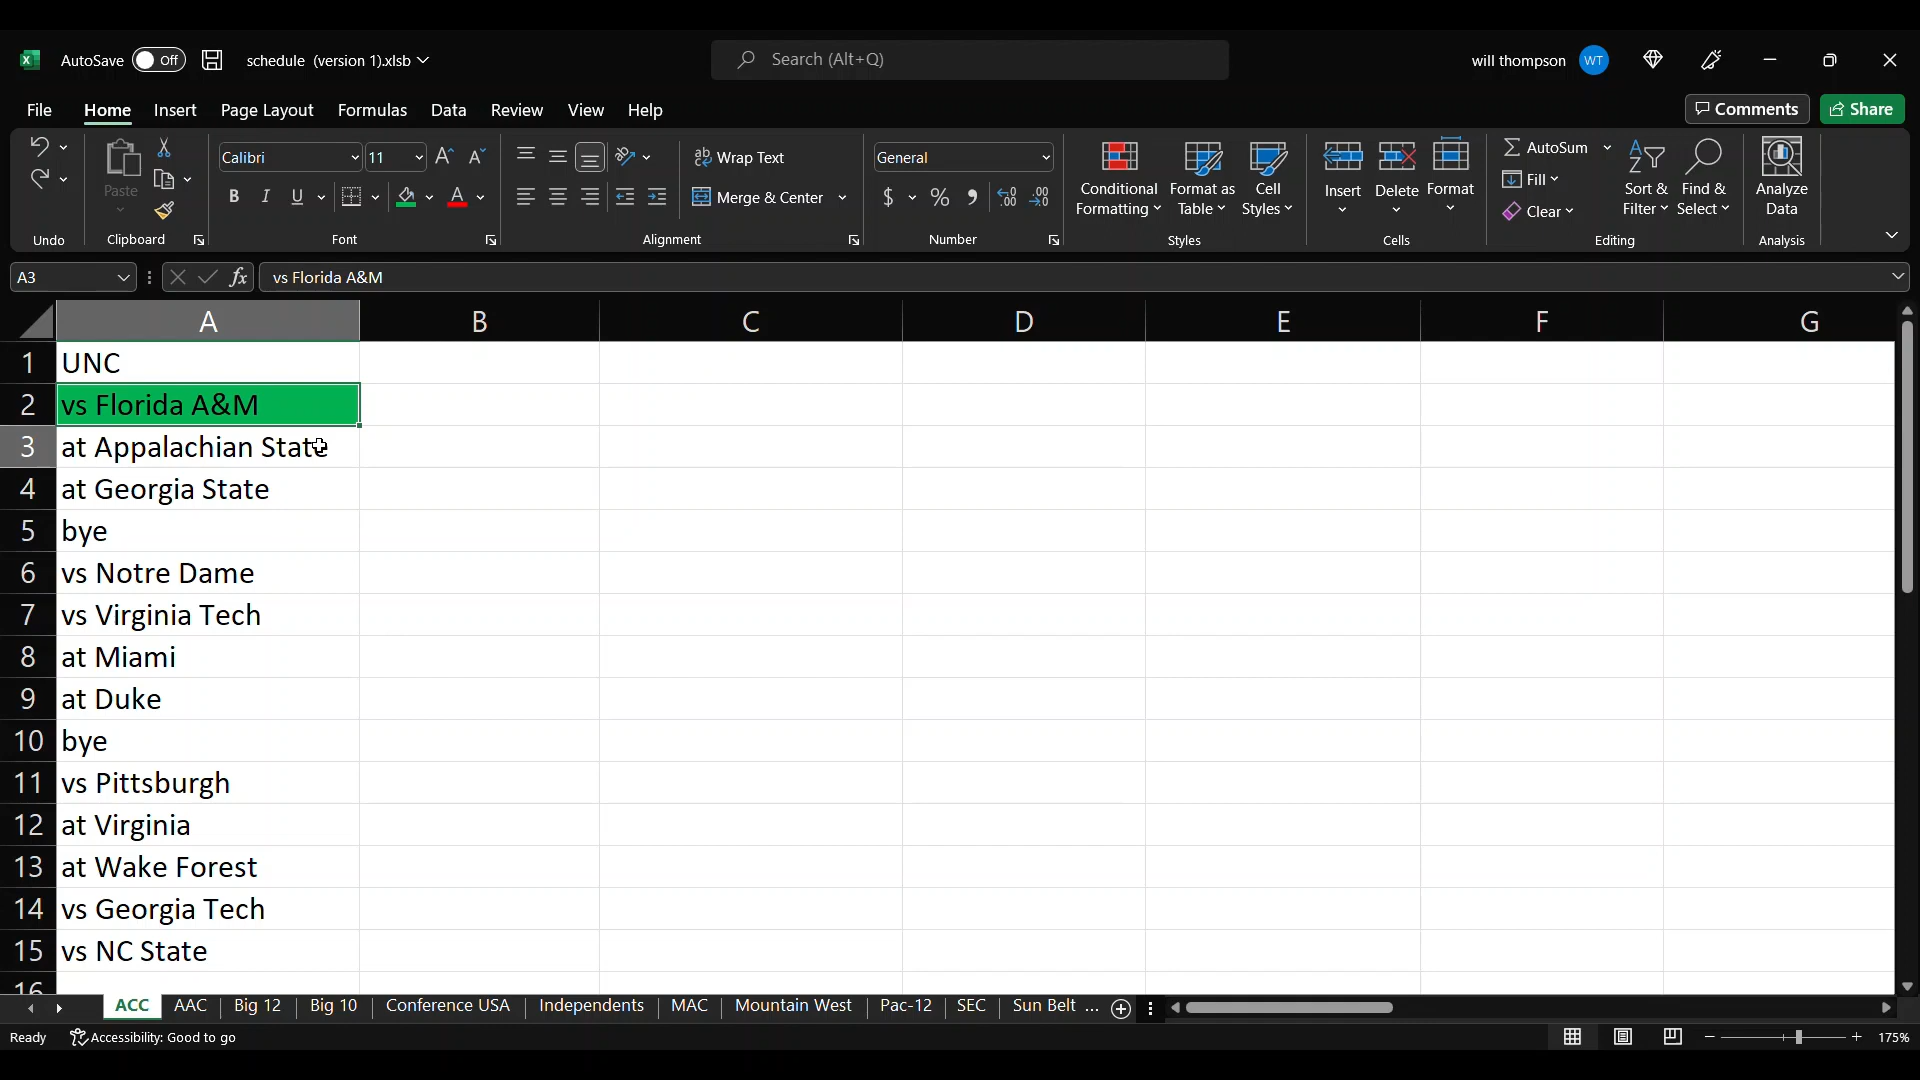 AutoSave Off schedule (version 1).xlsb Search (Alt+Q) will thompson WT
File Home Insert Page Layout Formulas Data Review View Help Comments Share
Calibri 11 A A ab Wrap Text General AutoSum
Paste B I U A Merge & Center $ % Conditional Formatting Format as Table Cell Styles Insert Delete Format Fill Clear Sort & Filter Find & Select Analyze Data
Undo Clipboard Font Alignment Number Styles Cells Editing Analysis
A3 fx vs Florida A&M
A B C D E F G
1 UNC
2 vs Florida A&M
3 at Appalachian State
4 at Georgia State
5 bye
6 vs Notre Dame
7 vs Virginia Tech
8 at Miami
9 at Duke
10 bye
11 vs Pittsburgh
12 at Virginia
13 at Wake Forest
14 vs Georgia Tech
15 vs NC State
16
ACC AAC Big 12 Big 10 Conference USA Independents MAC Mountain West Pac-12 SEC Sun Belt ...
Ready Accessibility: Good to go 175%